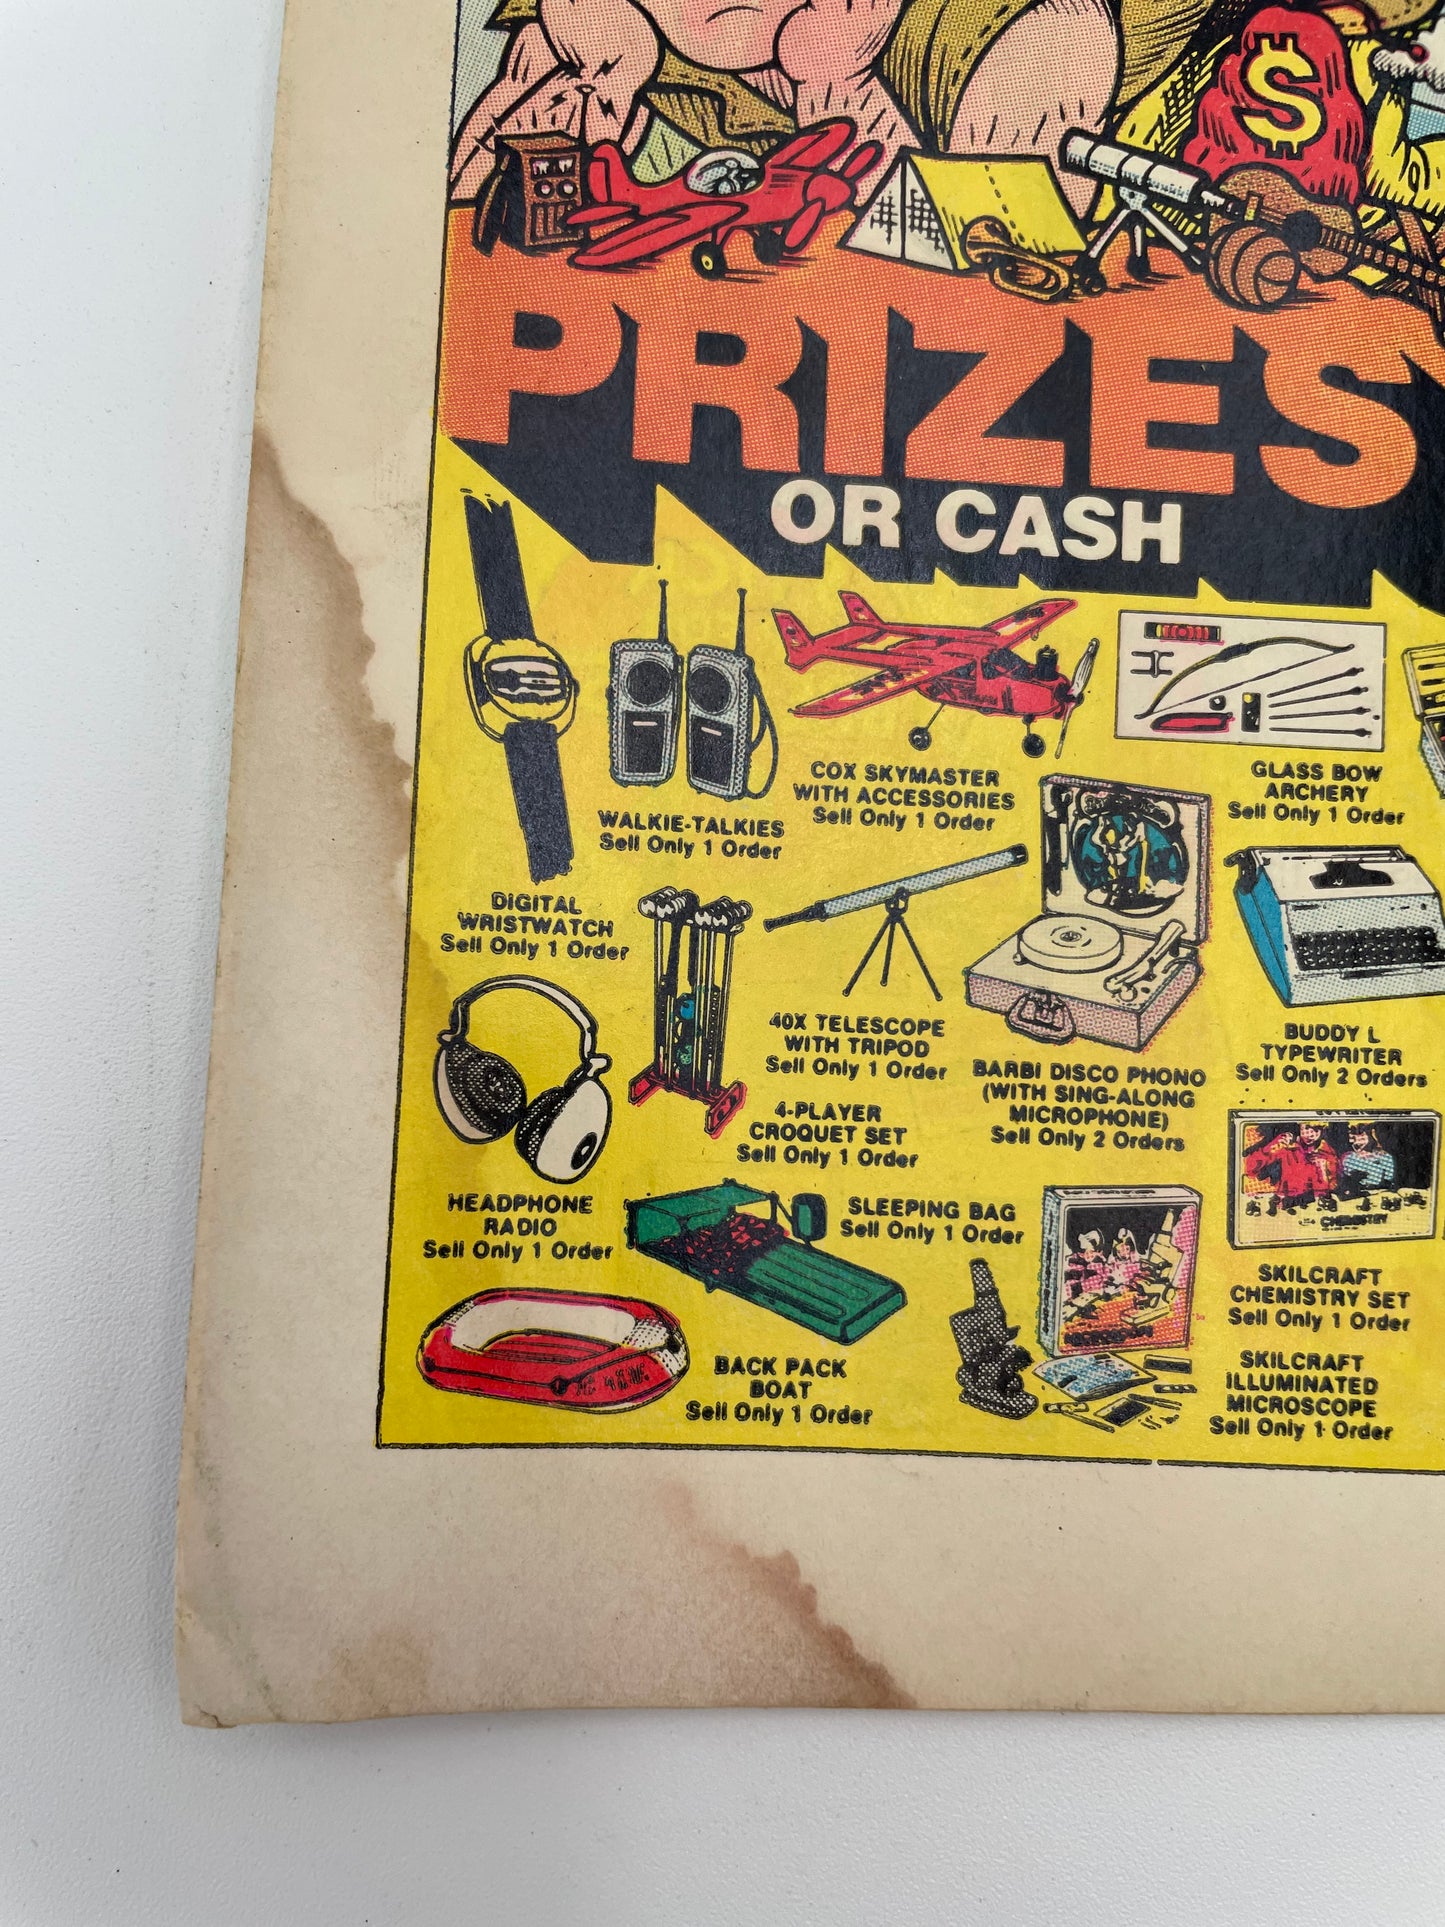 $
PRIZES
OR CASH
WALKIE-TALKIES
Sell Only 1 Order
COX SKYMASTER
WITH ACCESSORIES
Sell Only 1 Order
GLASS BOW
ARCHERY
Sell Only 1 Order
DIGITAL
WRISTWATCH
Sell Only 1 Order
40X TELESCOPE
WITH TRIPOD
Sell Only 1 Order
BARBI DISCO PHONO
(WITH SING-ALONG
MICROPHONE)
Sell Only 2 Orders
BUDDY L
TYPEWRITER
Sell Only 2 Orders
4-PLAYER
CROQUET SET
Sell Only 1 Order
HEADPHONE
RADIO
Sell Only 1 Order
SLEEPING BAG
Sell Only 1 Order
CHEMISTRY
SKILCRAFT
CHEMISTRY SET
Sell Only 1 Order
BACK PACK
BOAT
Sell Only 1 Order
SKILCRAFT
ILLUMINATED
MICROSCOPE
Sell Only 1 Order